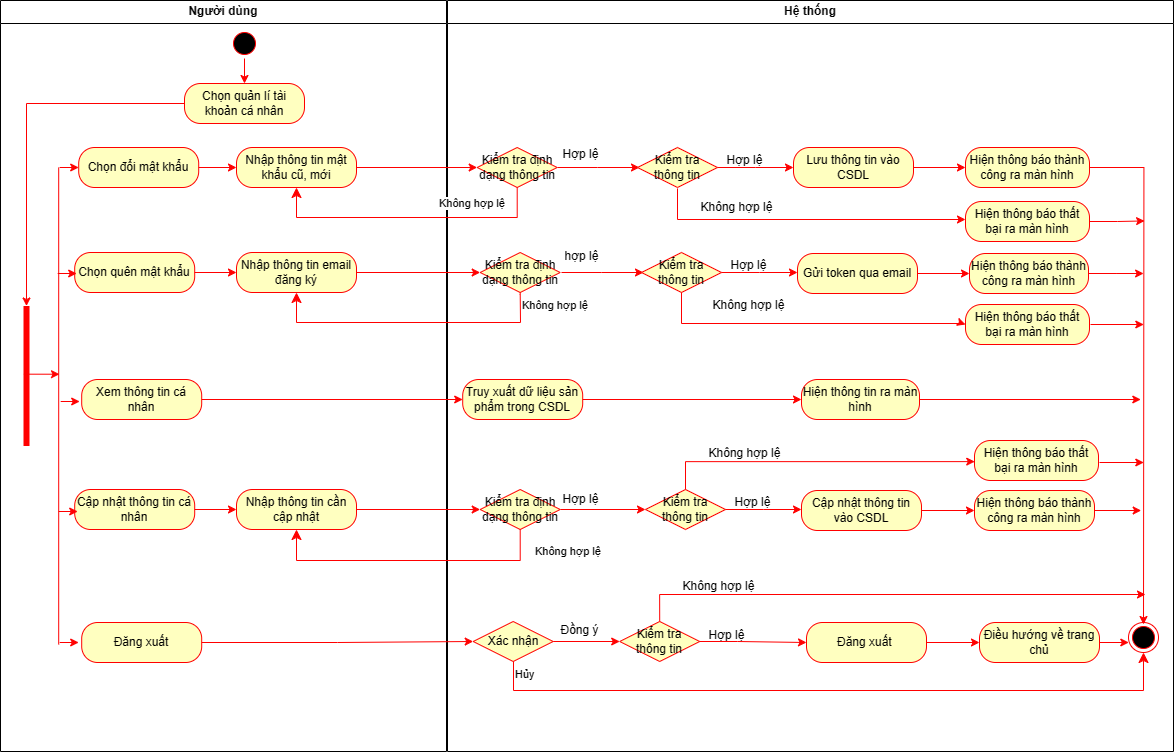 Người dùng
Hệ thống
Chọn quản lí tài
khoản cá nhân
Chọn đổi mật khẩu
Nhập thông tin mật
khẩu cũ, mới
Kiểm tra định
dạng thông tin
Hợp lệ
Kiểm tra
thông tin
Hợp lệ
Lưu thông tin vào
CSDL
Hiện thông báo thành
công ra màn hình
Không hợp lệ
Không hợp lệ
Hiện thông báo thất
bại ra màn hình
Chọn quên mật khẩu
Nhập thông tin email
đăng ký
Kiểm tra định
dạng thông tin
hợp lệ
Kiểm tra
thông tin
Hợp lệ
Gửi token qua email
Hiện thông báo thành
công ra màn hình
Không hợp lệ
Không hợp lệ
Hiện thông báo thất
bại ra màn hình
Xem thông tin cá
nhân
Truy xuất dữ liệu sản
phẩm trong CSDL
Hiện thông tin ra màn
hình
Không hợp lệ
Hiện thông báo thất
bại ra màn hình
Cập nhật thông tin cá
nhân
Nhập thông tin cần
cập nhật
Kiểm tra định
dạng thông tin
Hợp lệ
Kiểm tra
thông tin
Hợp lệ
Cập nhật thông tin
vào CSDL
Hiện thông báo thành
công ra màn hình
Không hợp lệ
Không hợp lệ
Đăng xuất
Xác nhận
Đồng ý
Kiểm tra
thông tin
Hợp lệ
Đăng xuất
Điều hướng về trang
chủ
Hủy